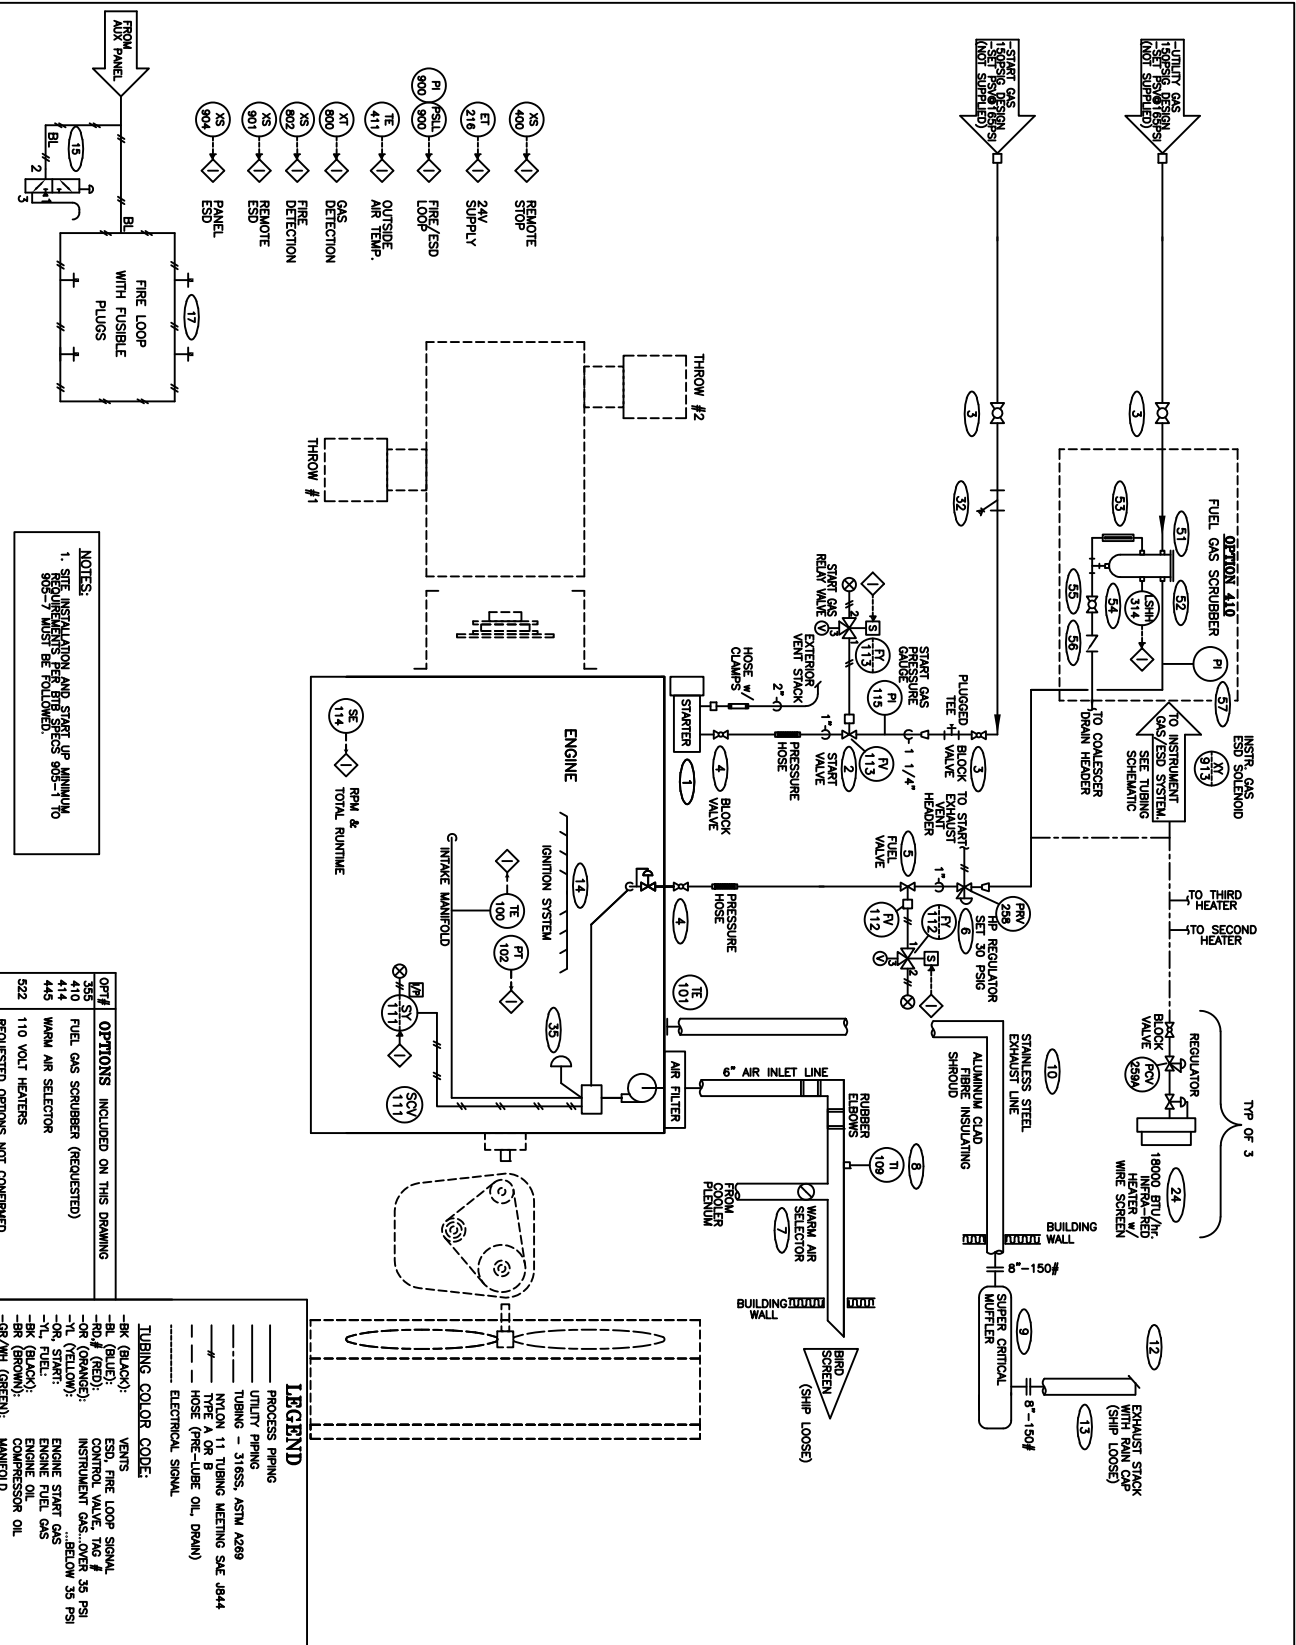 -UTILITY GAS
150PSIG DESIGN
-SET PSV@165PSI
(NOT SUPPLIED)
-START GAS
150PSIG DESIGN
-SET PSV@165PSI
(NOT SUPPLIED)
3
3
32
OPTION 410
FUEL GAS SCRUBBER
51
52
53
54
55
56
LSHH
314
PI
57
TO COALESCER
DRAIN HEADER
INSTR. GAS
ESD SOLENOID
XY
913
TO INSTRUMENT
GAS/ESD SYSTEM.
SEE TUBING
SCHEMATIC
TO THIRD
HEATER
TO SECOND
HEATER
TYP OF 3
REGULATOR
BLOCK
VALVE
PCV
259A
24
18000 BTU/hr.
INFRA-RED
HEATER w/
WIRE SCREEN
XS
400
REMOTE
STOP
ET
216
24V
SUPPLY
PI
900
PSLL
900
FIRE/ESD
LOOP
TE
411
OUTSIDE
AIR TEMP.
XT
800
GAS
DETECTION
XS
802
FIRE
DETECTION
XS
901
REMOTE
ESD
XS
904
PANEL
ESD
FROM
AUX PANEL
15
BL
2
1
3
BL
17
FIRE LOOP
WITH FUSIBLE
PLUGS
THROW #2
THROW #1
START GAS
RELAY VALVE
2
1
3
V
S
FY
113
START GAS
PRESSURE
GAUGE
PI
115
PLUGGED
TEE
BLOCK
VALVE
3
1 1/4"
FV
113
2
START
VALVE
1"
EXTERIOR
VENT STACK
2"
HOSE w/
CLAMPS
PRESSURE
HOSE
4
BLOCK
VALVE
STARTER
1
TO START
EXHAUST
VENT
HEADER
PRV
258
6
HP REGULATOR
SET 30 PSIG
1"
5
FUEL
VALVE
FV
112
FY
112
1
2
3
V
S
PRESSURE
HOSE
4
ENGINE
SE
114
RPM &
TOTAL RUNTIME
14
IGNITION SYSTEM
INTAKE MANIFOLD
TE
100
PT
102
I/P
SY
111
SCV
111
35
TE
101
AIR FILTER
6" AIR INLET LINE
RUBBER
ELBOWS
TI
109
8
WARM AIR
SELECTOR
7
FROM
COOLER
PLENUM
BUILDING
WALL
BIRD
SCREEN
(SHIP LOOSE)
10
STAINLESS STEEL
EXHAUST LINE
ALUMINUM CLAD
FIBRE INSULATING
SHROUD
BUILDING
WALL
8"-150#
SUPER CRITICAL
MUFFLER
9
8"-150#
12
13
EXHAUST STACK
WITH RAIN CAP
(SHIP LOOSE)
NOTES:
1. SITE INSTALLATION AND START UP MINIMUM
REQUIREMENTS PER BTB SPECS 905-1 TO
905-7 MUST BE FOLLOWED.
OPT# OPTIONS INCLUDED ON THIS DRAWING
355
410 FUEL GAS SCRUBBER (REQUESTED)
414
445 WARM AIR SELECTOR
522 110 VOLT HEATERS
REQUESTED OPTIONS NOT CONFIRMED
LEGEND
PROCESS PIPING
UTILITY PIPING
TUBING - 316SS, ASTM A269
NYLON 11 TUBING MEETING SAE J844
TYPE A OR B
HOSE (PRE-LUBE OIL, DRAIN)
ELECTRICAL SIGNAL
TUBING COLOR CODE:
-BK (BLACK): VENTS
-BL (BLUE): ESD, FIRE LOOP SIGNAL
-RD,# (RED): CONTROL VALVE, TAG #
-OR (ORANGE): INSTRUMENT GAS...OVER 35 PSI
-YL (YELLOW): ...BELOW 35 PSI
-OR, START: ENGINE START GAS
-YL, FUEL: ENGINE FUEL GAS
-BK (BLACK): ENGINE OIL
-BR (BROWN): COMPRESSOR OIL
-GR/WH (GREEN): MANIFOLD